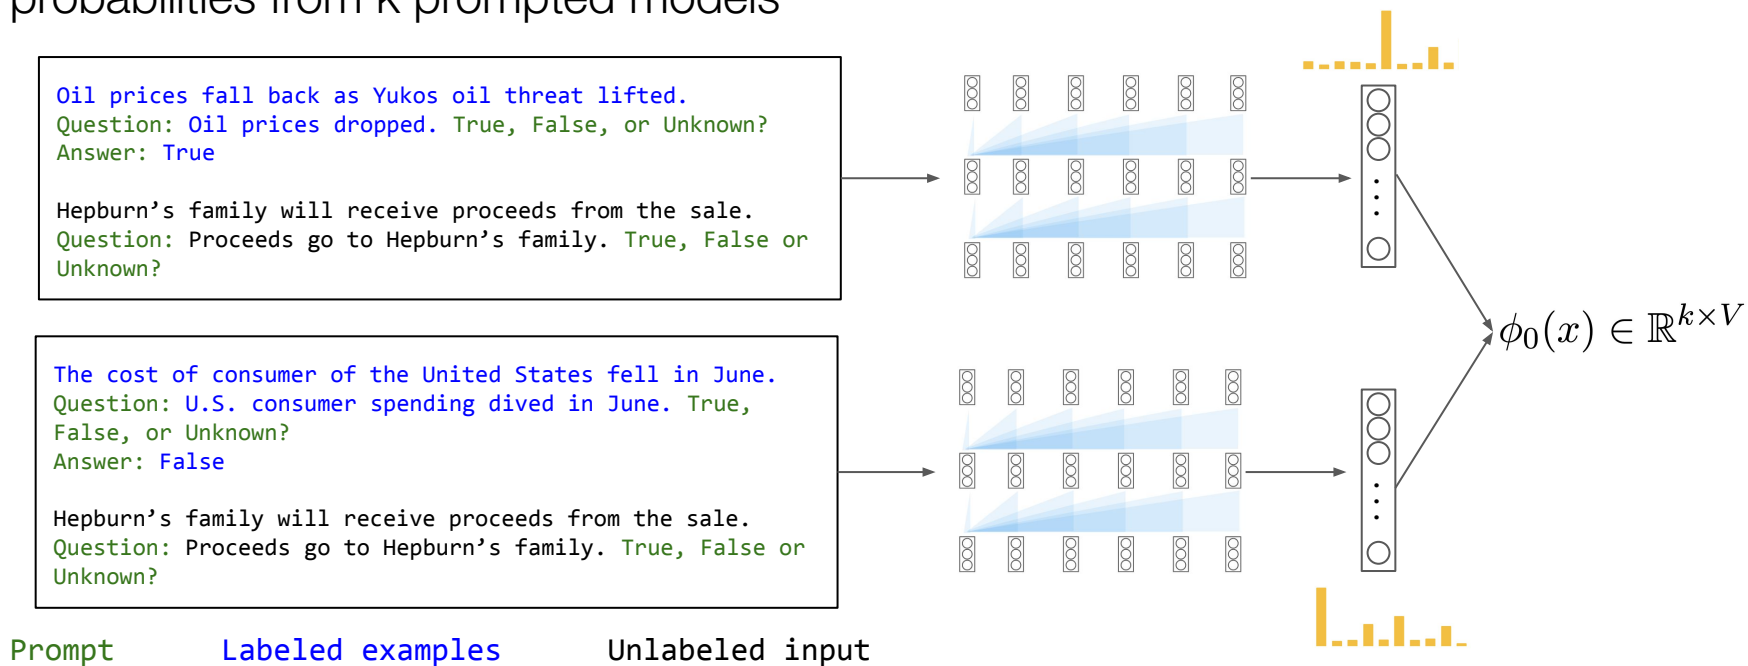 probabilities from k prompted models
Oil prices fall back as Yukos oil threat lifted.
Question: Oil prices dropped. True, False, or Unknown?
Answer: True
Hepburn’s family will receive proceeds from the sale.
Question: Proceeds go to Hepburn’s family. True, False or
Unknown?
The cost of consumer of the United States fell in June.
Question: U.S. consumer spending dived in June. True,
False, or Unknown?
Answer: False
Hepburn’s family will receive proceeds from the sale.
Question: Proceeds go to Hepburn’s family. True, False or
Unknown?
ϕ₀(x) ∈ ℝ^{k×V}
Prompt Labeled examples Unlabeled input